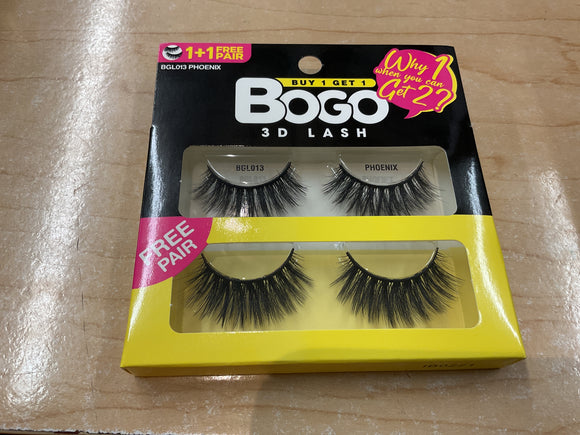 1+1 FREE PAIR
BGL013 PHOENIX
BUY 1 GET 1
BOGO
3D LASH
Why 1
when you can
Get 2?
BGL013
PHOENIX
FREE
PAIR